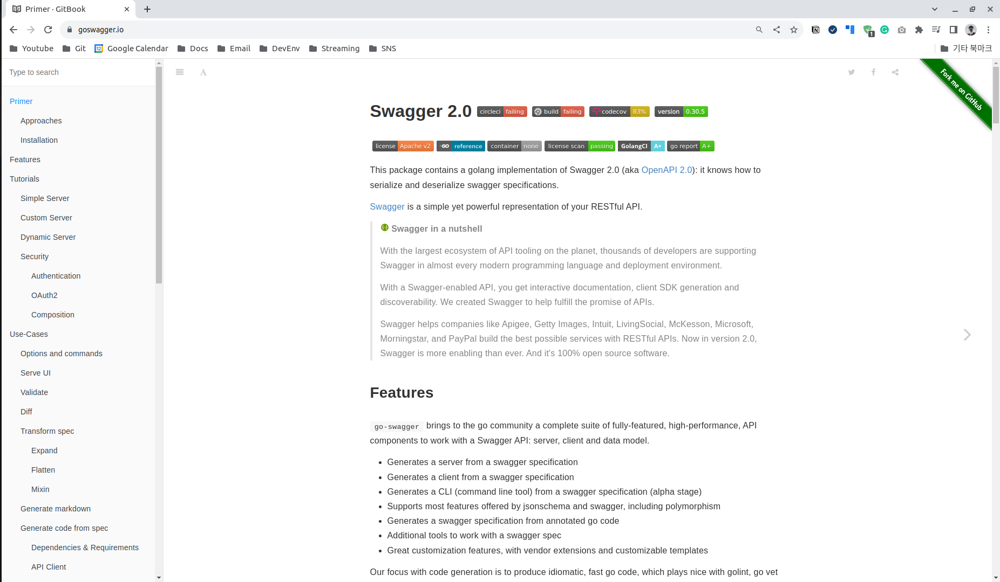 Primer · GitBook
goswagger.io
Youtube
Git
Google Calendar
Docs
Email
DevEnv
Streaming
SNS
기타 북마크
Type to search
Primer
Approaches
Installation
Features
Tutorials
Simple Server
Custom Server
Dynamic Server
Security
Authentication
OAuth2
Composition
Use-Cases
Options and commands
Serve UI
Validate
Diff
Transform spec
Expand
Flatten
Mixin
Generate markdown
Generate code from spec
Dependencies & Requirements
API Client
A
Fork me on GitHub
Swagger 2.0 circleci failing build failing codecov 83% version 0.30.5
license Apache v2 GO reference container none license scan passing GolangCI A+ go report A+
This package contains a golang implementation of Swagger 2.0 (aka OpenAPI 2.0): it knows how to
serialize and deserialize swagger specifications.
Swagger is a simple yet powerful representation of your RESTful API.
Swagger in a nutshell
With the largest ecosystem of API tooling on the planet, thousands of developers are supporting
Swagger in almost every modern programming language and deployment environment.
With a Swagger-enabled API, you get interactive documentation, client SDK generation and
discoverability. We created Swagger to help fulfill the promise of APIs.
Swagger helps companies like Apigee, Getty Images, Intuit, LivingSocial, McKesson, Microsoft,
Morningstar, and PayPal build the best possible services with RESTful APIs. Now in version 2.0,
Swagger is more enabling than ever. And it's 100% open source software.
Features
go-swagger brings to the go community a complete suite of fully-featured, high-performance, API
components to work with a Swagger API: server, client and data model.
• Generates a server from a swagger specification
• Generates a client from a swagger specification
• Generates a CLI (command line tool) from a swagger specification (alpha stage)
• Supports most features offered by jsonschema and swagger, including polymorphism
• Generates a swagger specification from annotated go code
• Additional tools to work with a swagger spec
• Great customization features, with vendor extensions and customizable templates
Our focus with code generation is to produce idiomatic, fast go code, which plays nice with golint, go vet